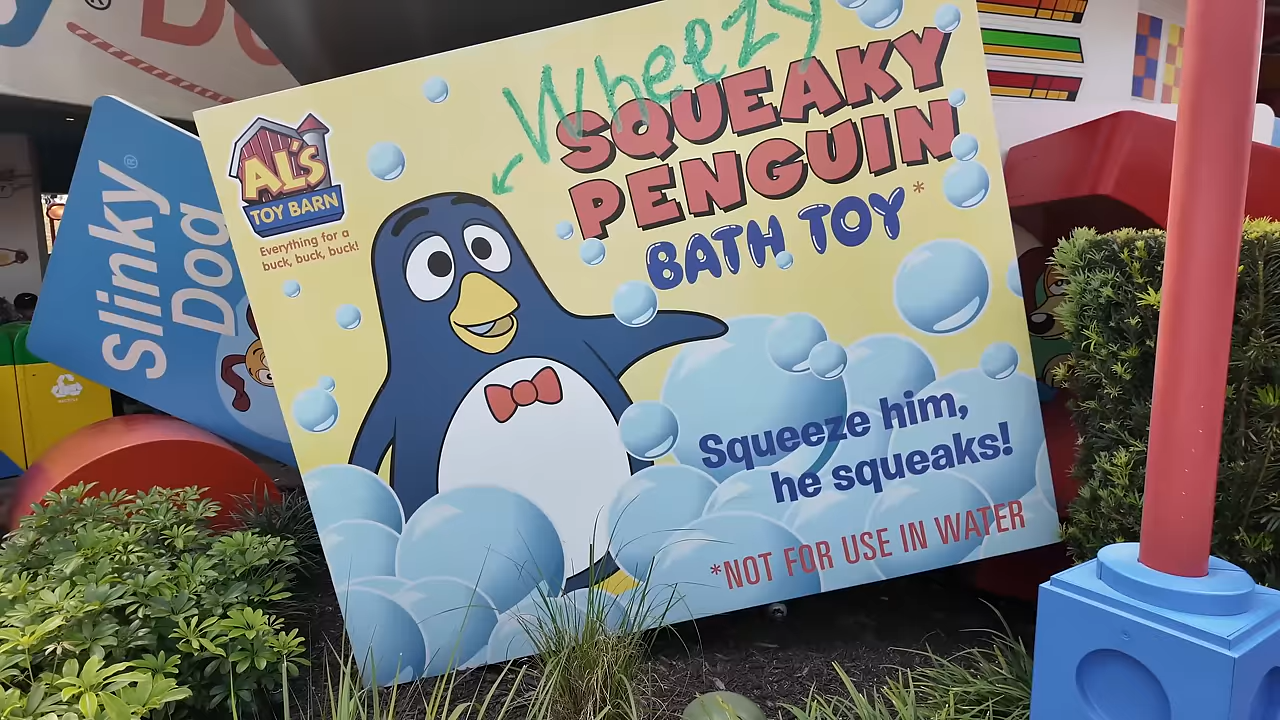 Wheezy
SQUEAKY
PENGUIN
BATH TOY*
AL'S
TOY BARN
Everything for a
buck, buck, buck!
Squeeze him,
he squeaks!
*NOT FOR USE IN WATER
Slinky®
Dog